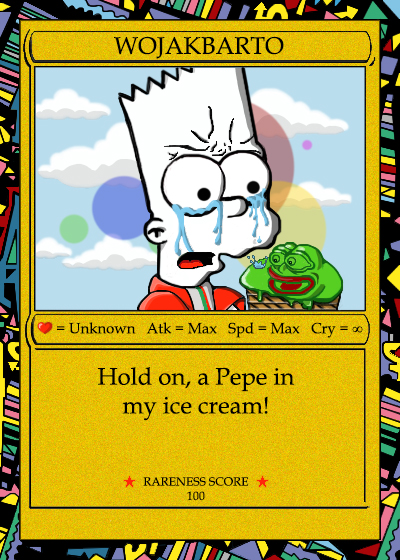 WOJAKBARTO
❤ = Unknown Atk = Max Spd = Max Cry = ∞
Hold on, a Pepe in
my ice cream!
★ RARENESS SCORE ★
100